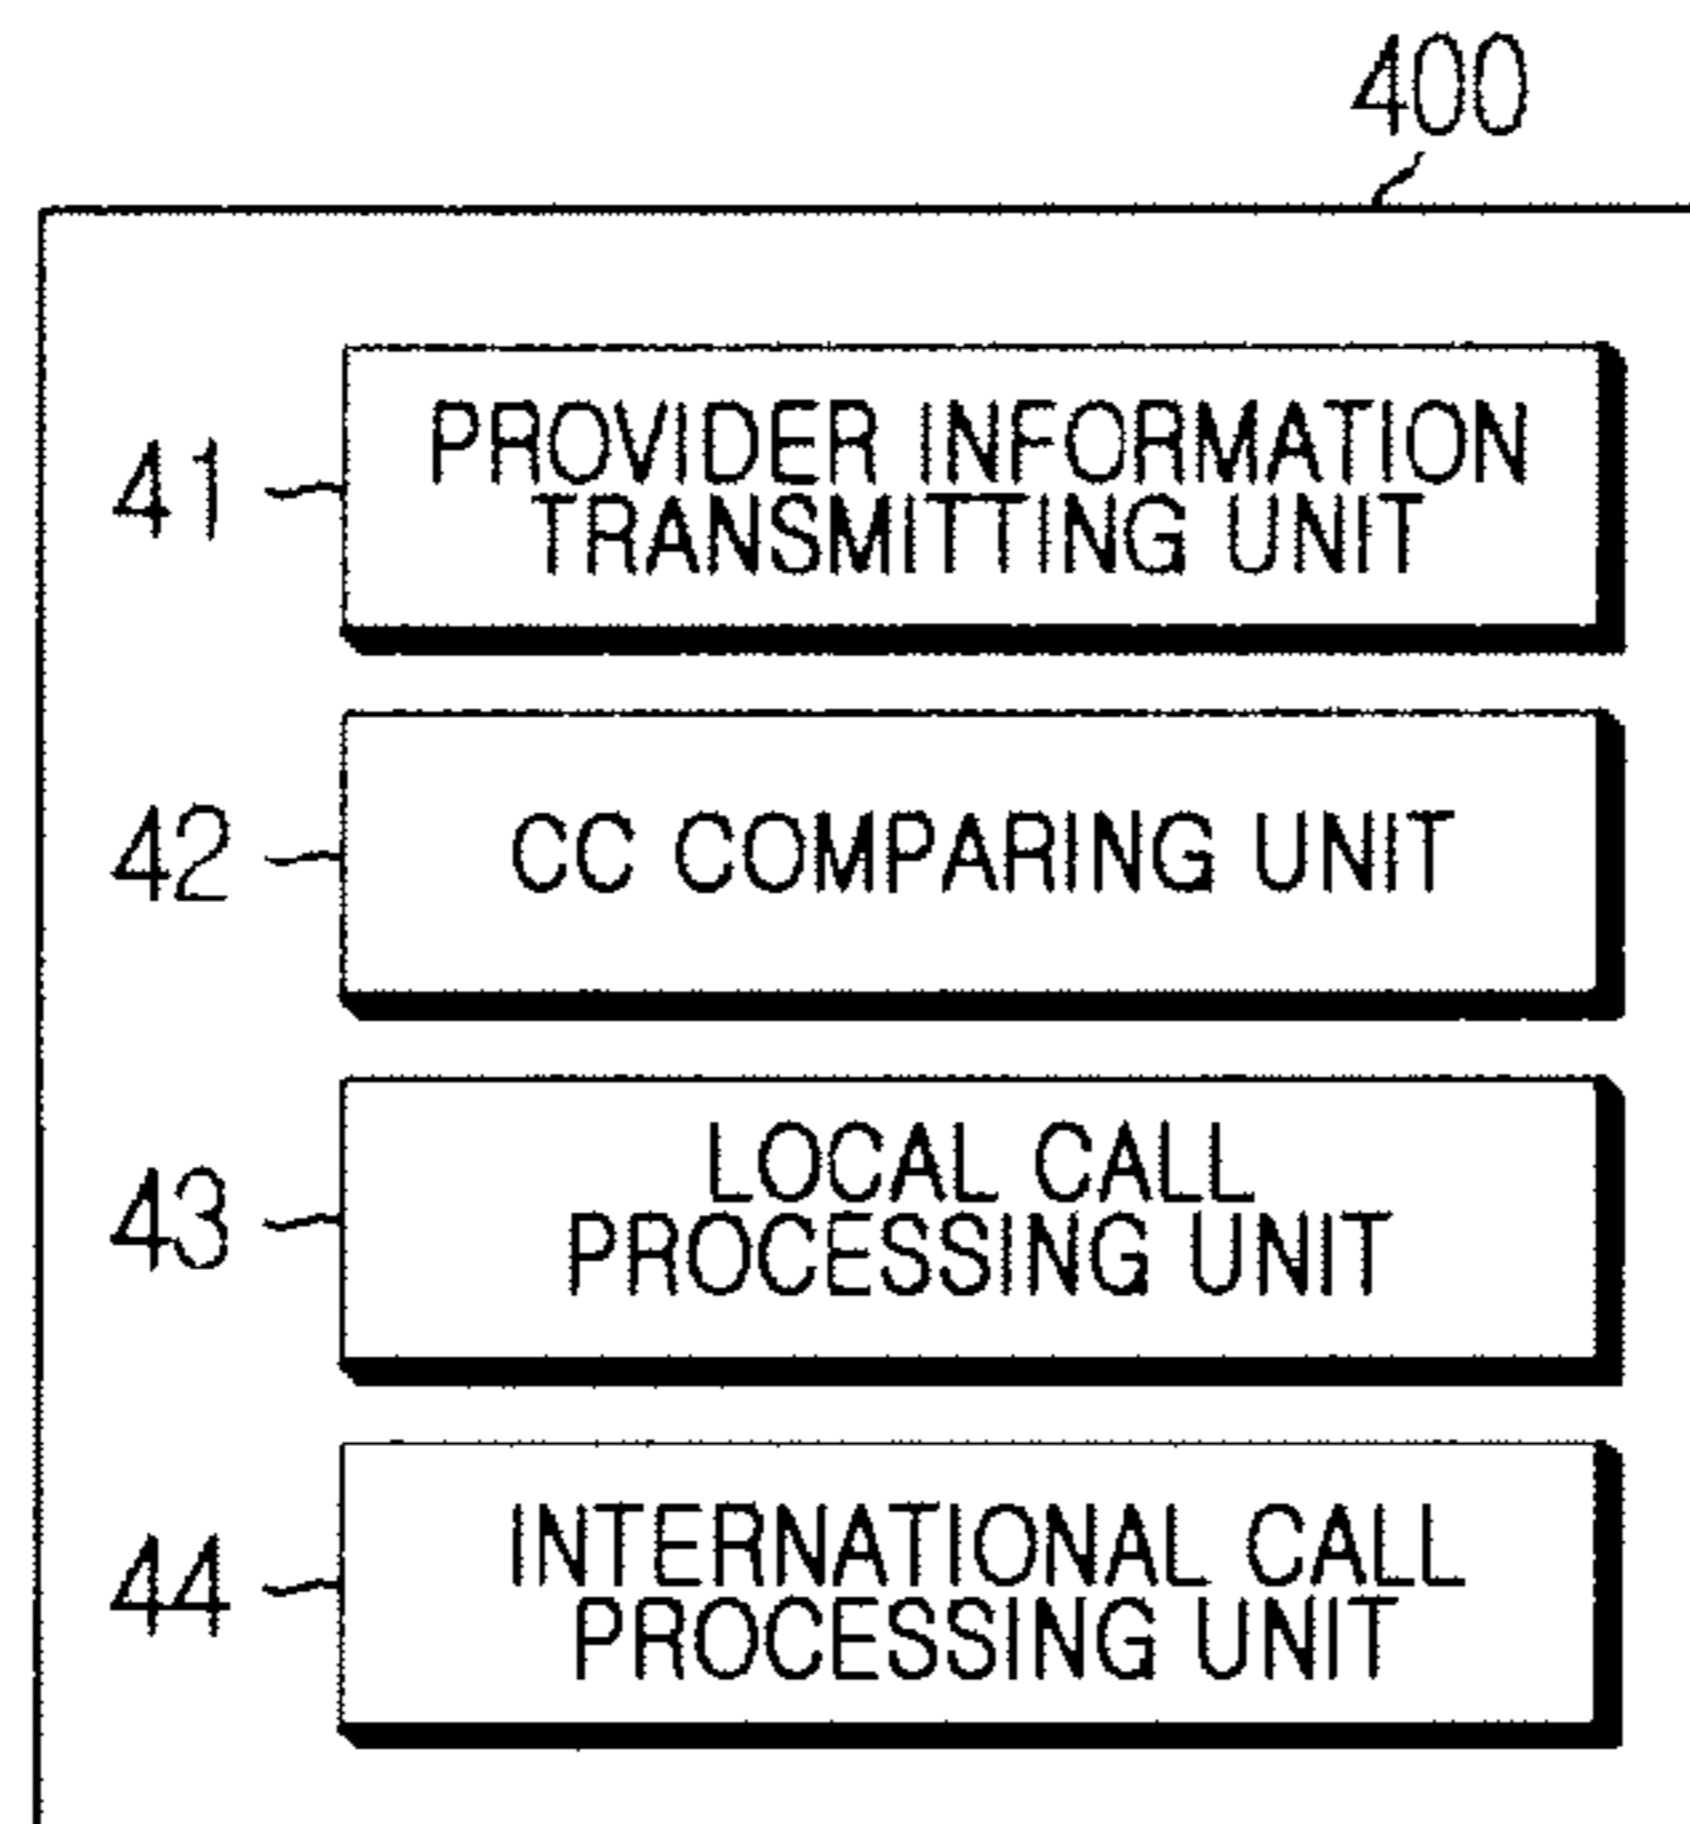 400
41
PROVIDER INFORMATION
TRANSMITTING UNIT
42
CC COMPARING UNIT
43
LOCAL CALL
PROCESSING UNIT
44
INTERNATIONAL CALL
PROCESSING UNIT